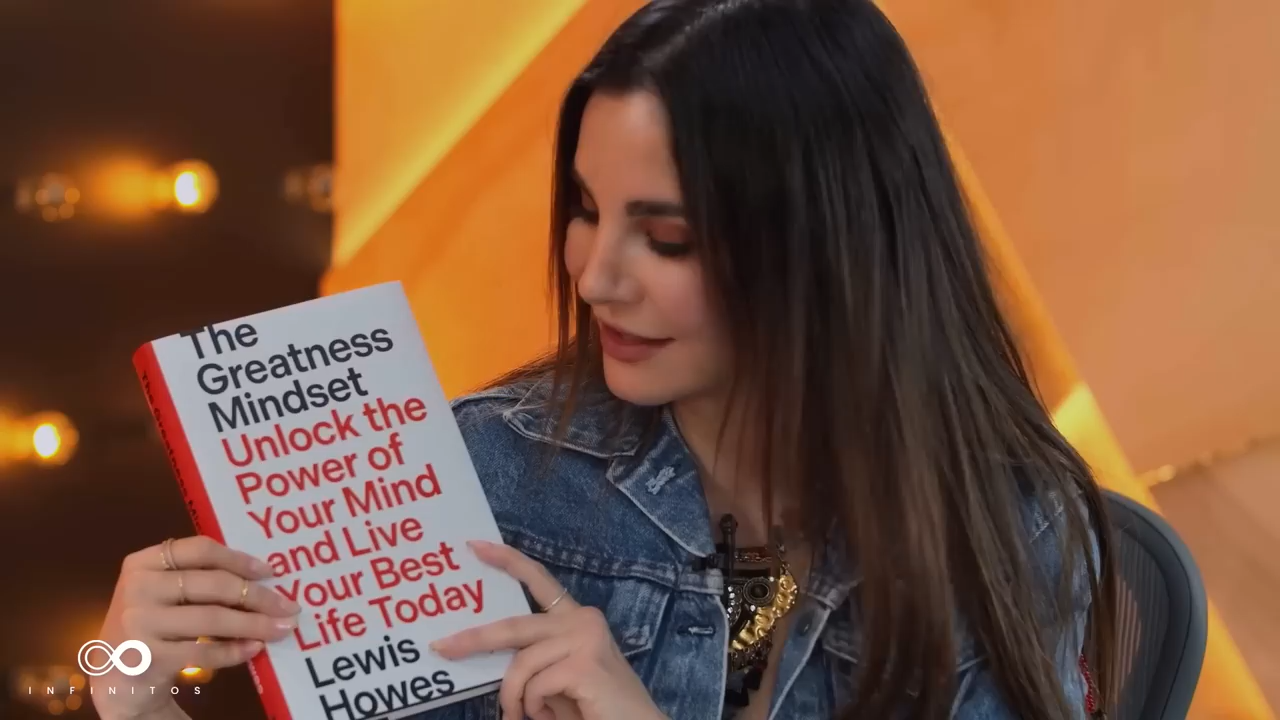 The
Greatness
Mindset
Unlock the
Power of
Your Mind
and Live
Your Best
Life Today
Lewis
Howes
INFINITOS